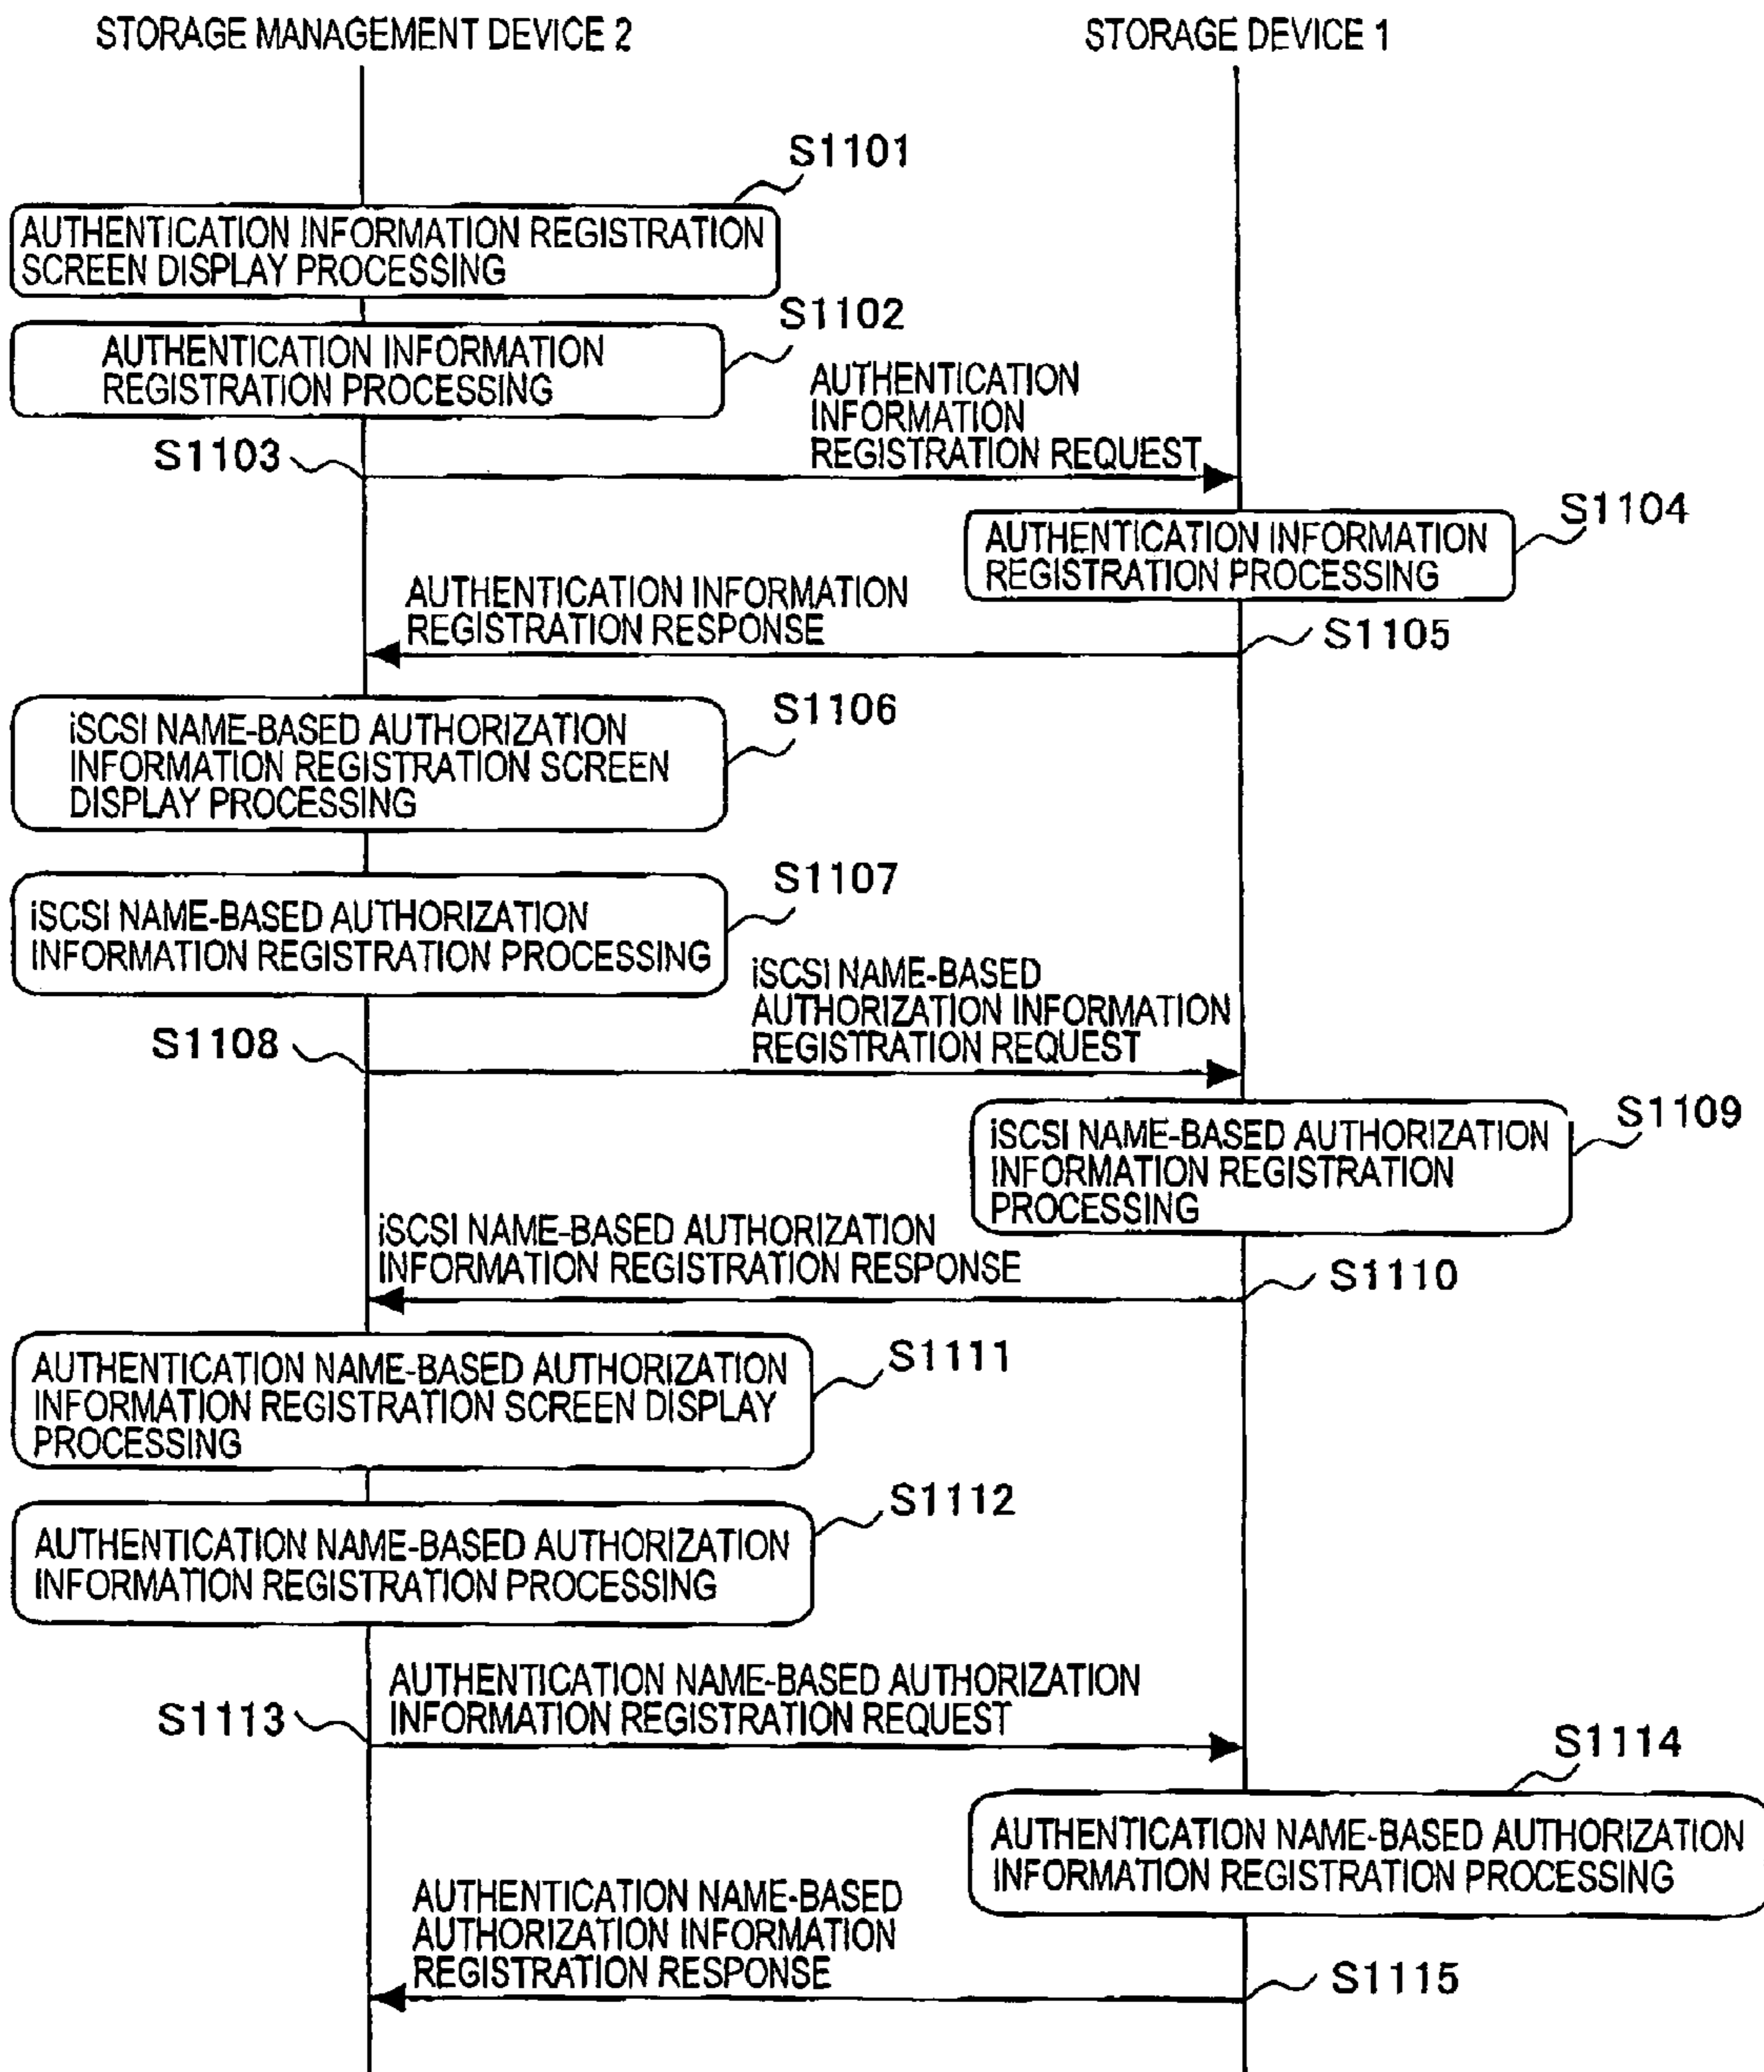 STORAGE MANAGEMENT DEVICE 2
STORAGE DEVICE 1
S1101
AUTHENTICATION INFORMATION REGISTRATION
SCREEN DISPLAY PROCESSING
S1102
AUTHENTICATION INFORMATION
REGISTRATION PROCESSING
AUTHENTICATION
INFORMATION
REGISTRATION REQUEST
S1103
S1104
AUTHENTICATION INFORMATION
REGISTRATION PROCESSING
AUTHENTICATION INFORMATION
REGISTRATION RESPONSE
S1105
S1106
iSCSI NAME-BASED AUTHORIZATION
INFORMATION REGISTRATION SCREEN
DISPLAY PROCESSING
S1107
iSCSI NAME-BASED AUTHORIZATION
INFORMATION REGISTRATION PROCESSING
iSCSI NAME-BASED
AUTHORIZATION INFORMATION
REGISTRATION REQUEST
S1108
S1109
iSCSI NAME-BASED AUTHORIZATION
INFORMATION REGISTRATION
PROCESSING
iSCSI NAME-BASED AUTHORIZATION
INFORMATION REGISTRATION RESPONSE
S1110
S1111
AUTHENTICATION NAME-BASED AUTHORIZATION
INFORMATION REGISTRATION SCREEN DISPLAY
PROCESSING
S1112
AUTHENTICATION NAME-BASED AUTHORIZATION
INFORMATION REGISTRATION PROCESSING
AUTHENTICATION NAME-BASED AUTHORIZATION
INFORMATION REGISTRATION REQUEST
S1113
S1114
AUTHENTICATION NAME-BASED AUTHORIZATION
INFORMATION REGISTRATION PROCESSING
AUTHENTICATION NAME-BASED
AUTHORIZATION INFORMATION
REGISTRATION RESPONSE
S1115